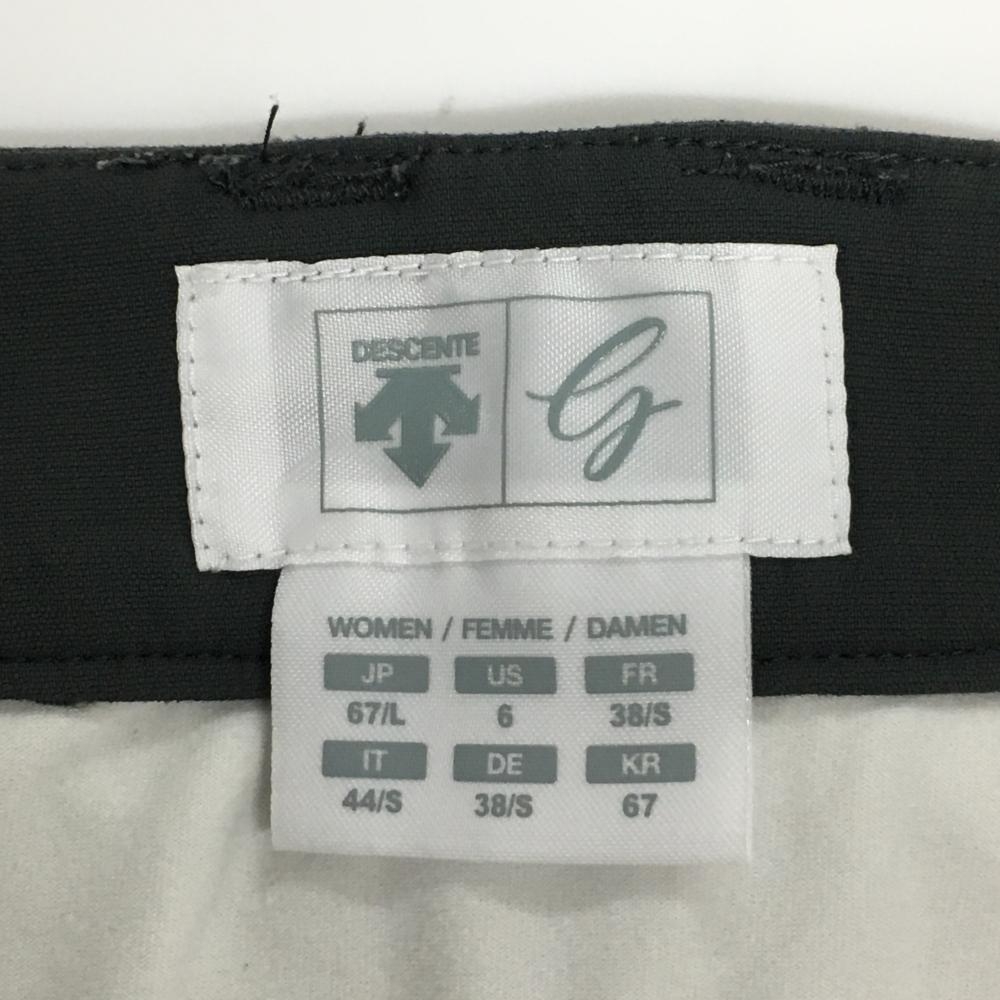 DESCENTE G
WOMEN / FEMME / DAMEN
JP US FR
67/L 6 38/S
IT DE KR
44/S 38/S 67